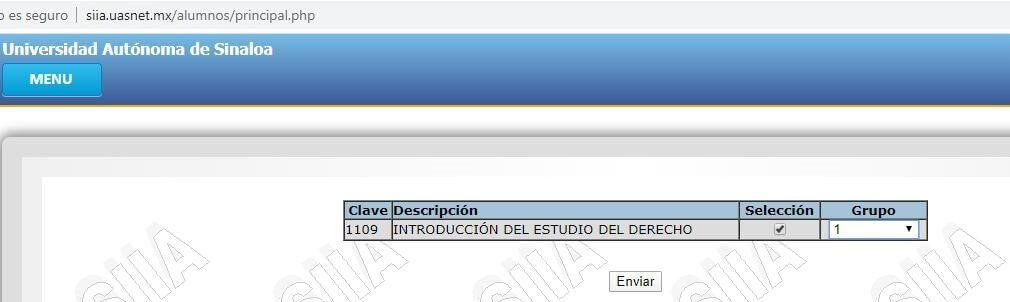 o es seguro | siia.uasnet.mx/alumnos/principal.php
Universidad Autónoma de Sinaloa
MENU
Clave Descripción Selección Grupo
1109 INTRODUCCIÓN DEL ESTUDIO DEL DERECHO 1
Enviar
SiiA SiiA SiiA SiiA SiiA SiiA